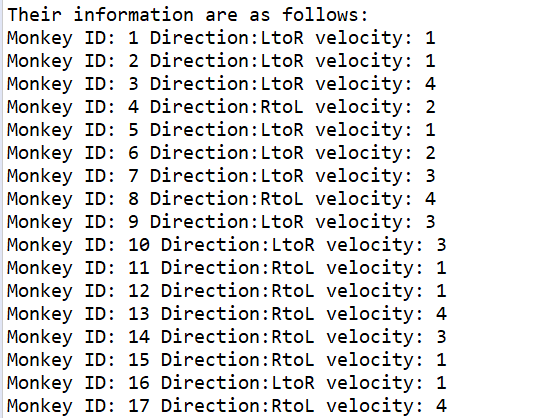 Their information are as follows:
Monkey ID: 1 Direction:LtoR velocity: 1
Monkey ID: 2 Direction:LtoR velocity: 1
Monkey ID: 3 Direction:LtoR velocity: 4
Monkey ID: 4 Direction:RtoL velocity: 2
Monkey ID: 5 Direction:LtoR velocity: 1
Monkey ID: 6 Direction:LtoR velocity: 2
Monkey ID: 7 Direction:LtoR velocity: 3
Monkey ID: 8 Direction:RtoL velocity: 4
Monkey ID: 9 Direction:LtoR velocity: 3
Monkey ID: 10 Direction:LtoR velocity: 3
Monkey ID: 11 Direction:RtoL velocity: 1
Monkey ID: 12 Direction:RtoL velocity: 1
Monkey ID: 13 Direction:RtoL velocity: 4
Monkey ID: 14 Direction:RtoL velocity: 3
Monkey ID: 15 Direction:RtoL velocity: 1
Monkey ID: 16 Direction:LtoR velocity: 1
Monkey ID: 17 Direction:RtoL velocity: 4